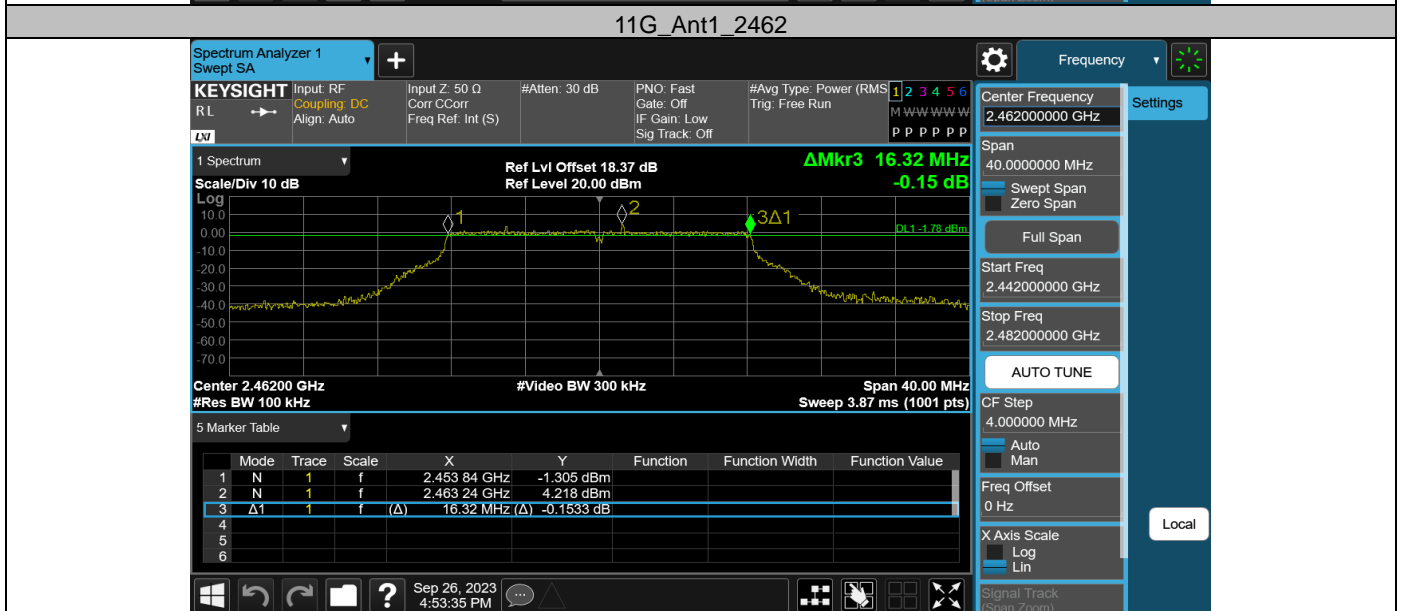 11G_Ant1_2462
Spectrum Analyzer 1
Swept SA
Frequency
KEYSIGHT
RL
LXI
Input: RF
Coupling: DC
Align: Auto
Input Z: 50 Ω
Corr CCorr
Freq Ref: Int (S)
#Atten: 30 dB
PNO: Fast
Gate: Off
IF Gain: Low
Sig Track: Off
#Avg Type: Power (RMS
Trig: Free Run
1 2 3 4 5 6
M W W W W W
P P P P P P
Center Frequency
2.462000000 GHz
Settings
Span
40.0000000 MHz
Swept Span
Zero Span
Full Span
Start Freq
2.442000000 GHz
Stop Freq
2.482000000 GHz
AUTO TUNE
CF Step
4.000000 MHz
Auto
Man
Freq Offset
0 Hz
X Axis Scale
Log
Lin
Signal Track
(Span Zoom)
Local
1 Spectrum
Scale/Div 10 dB
Ref Lvl Offset 18.37 dB
Ref Level 20.00 dBm
ΔMkr3 16.32 MHz
-0.15 dB
Log
10.0
0.00
-10.0
-20.0
-30.0
-40.0
-50.0
-60.0
-70.0
1
2
3Δ1
DL1 -1.78 dBm
Center 2.46200 GHz
#Res BW 100 kHz
#Video BW 300 kHz
Span 40.00 MHz
Sweep 3.87 ms (1001 pts)
5 Marker Table
Mode Trace Scale X Y Function Function Width Function Value
1 N 1 f 2.453 84 GHz -1.305 dBm
2 N 1 f 2.463 24 GHz 4.218 dBm
3 Δ1 1 f (Δ) 16.32 MHz (Δ) -0.1533 dB
4
5
6
?
Sep 26, 2023
4:53:35 PM